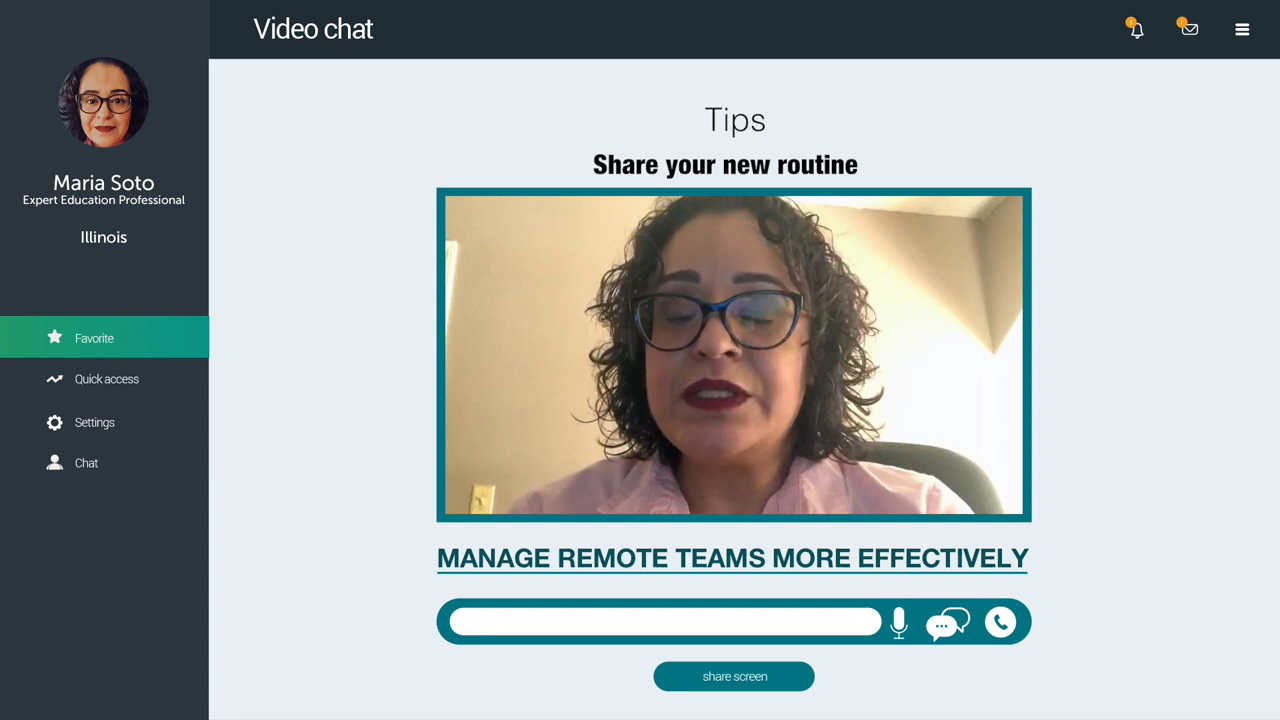 Video chat
Maria Soto
Expert Education Professional
Illinois
Favorite
Quick access
Settings
Chat
Tips
Share your new routine
MANAGE REMOTE TEAMS MORE EFFECTIVELY
share screen